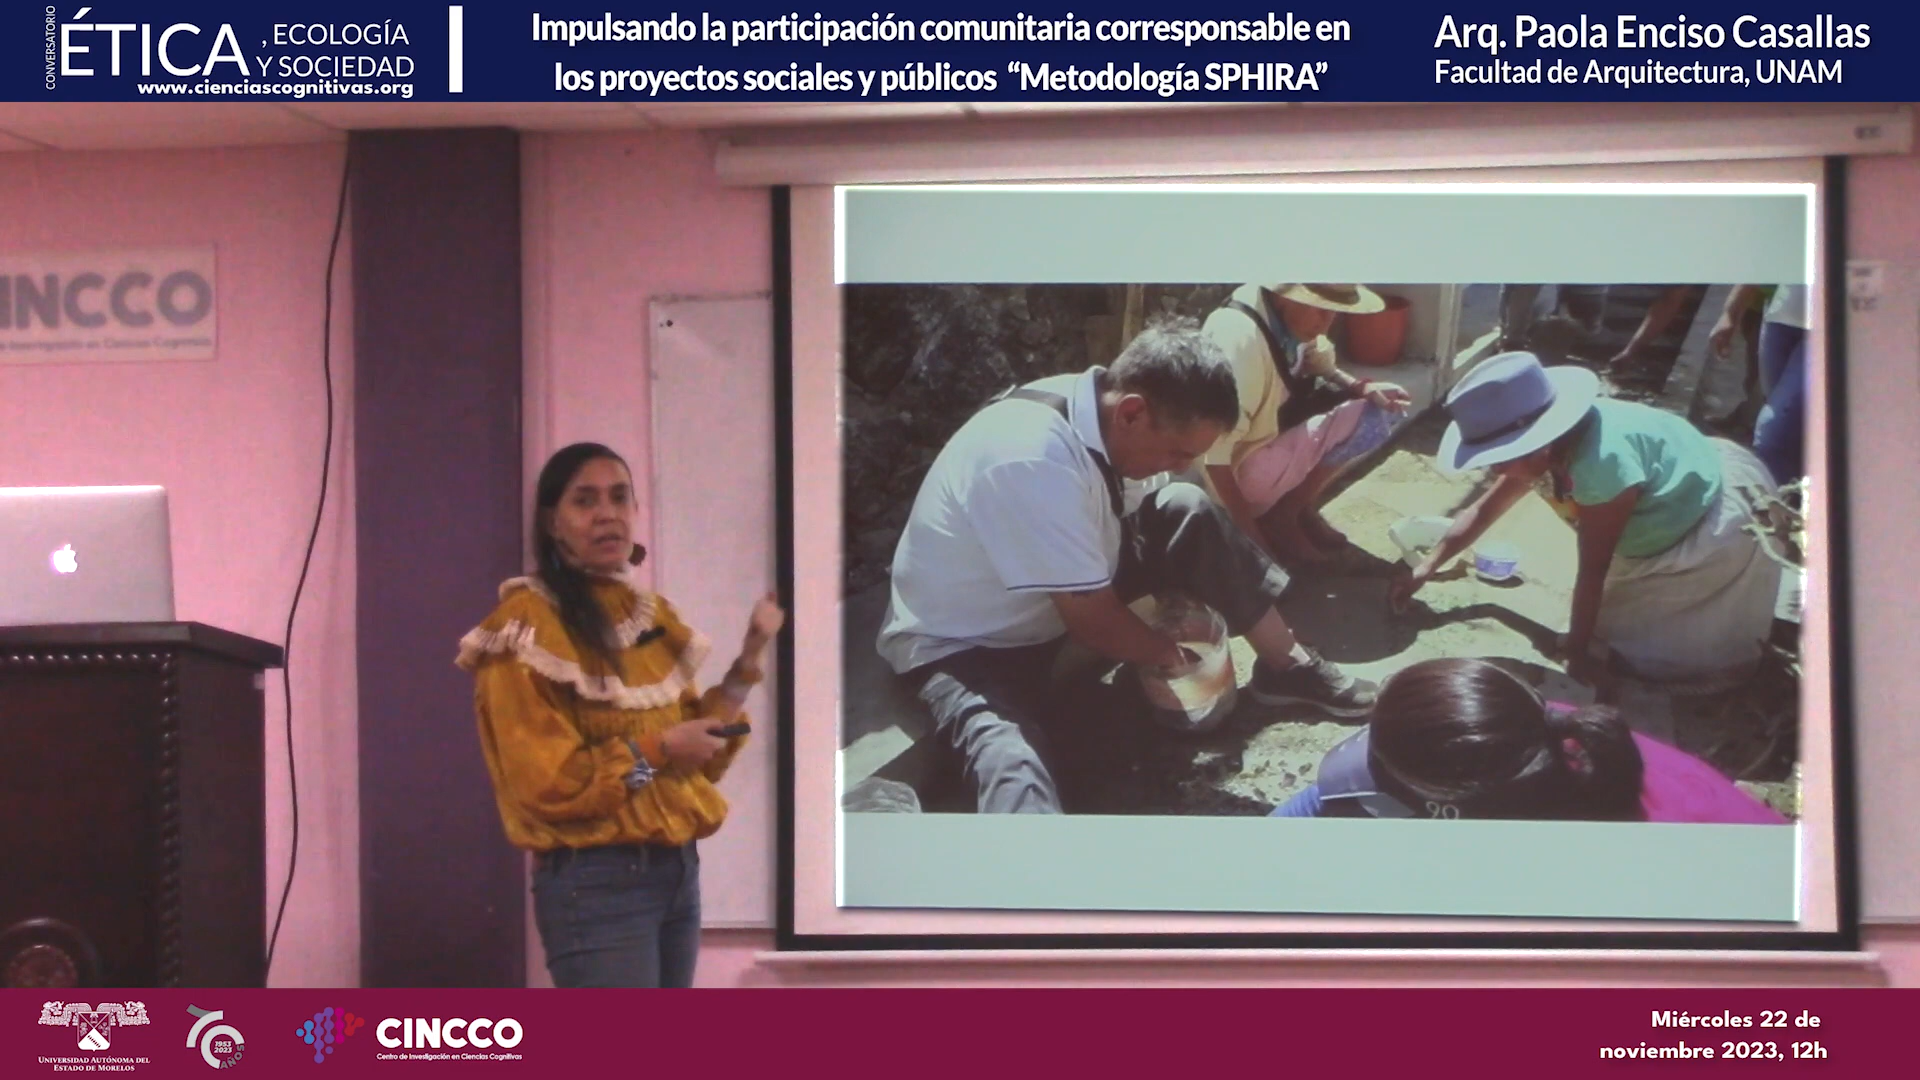 CONVERSATORIO
ÉTICA, ECOLOGÍA
Y SOCIEDAD
www.cienciascognitivas.org
Impulsando la participación comunitaria corresponsable en
los proyectos sociales y públicos “Metodología SPHIRA”
Arq. Paola Enciso Casallas
Facultad de Arquitectura, UNAM
INCCO
90
UNIVERSIDAD AUTÓNOMA DEL
ESTADO DE MORELOS
70
1953
2023
AÑOS
CINCCO
Centro de Investigación en Ciencias Cognitivas
Miércoles 22 de
noviembre 2023, 12h